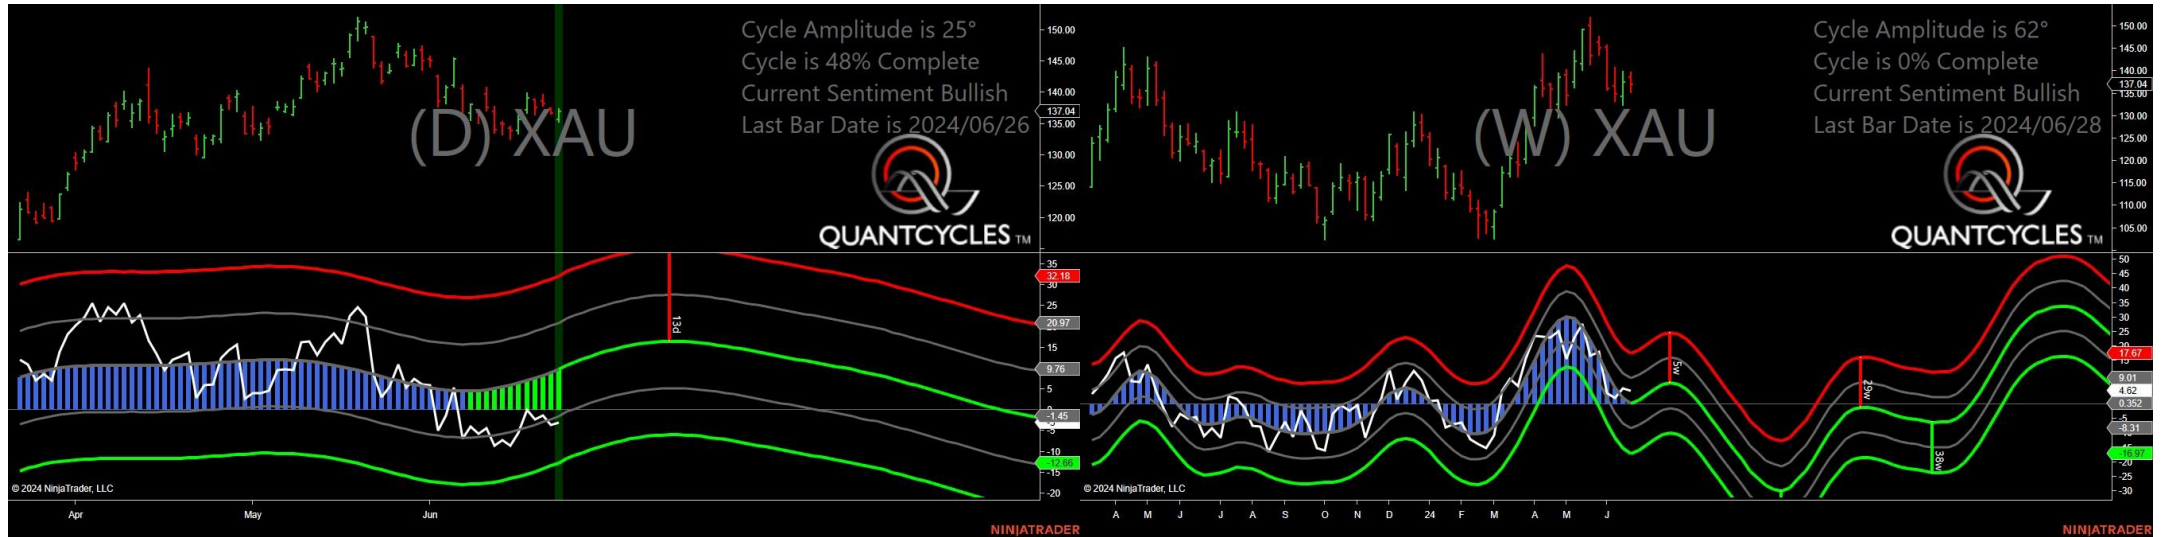 Cycle Amplitude is 25°
Cycle is 48% Complete
Current Sentiment Bullish
Last Bar Date is 2024/06/26
(D) XAU
QUANTCYCLES TM
150.00
145.00
140.00
137.04
135.00
130.00
125.00
120.00
35
32.18
30
25
20.97
15
9.76
5
-1.45
-5
-10
-12.66
-15
-20
13d
© 2024 NinjaTrader, LLC
Apr May Jun
NINJATRADER
Cycle Amplitude is 62°
Cycle is 0% Complete
Current Sentiment Bullish
Last Bar Date is 2024/06/28
(W) XAU
QUANTCYCLES TM
150.00
145.00
140.00
137.04
135.00
130.00
125.00
120.00
115.00
110.00
105.00
50
45
40
35
30
25
20
17.67
9.01
4.62
0.352
-5
-8.31
-16.97
-20
-25
-30
5w
29w
38w
© 2024 NinjaTrader, LLC
A M J J A S O N D 24 F M A M J
NINJATRADER